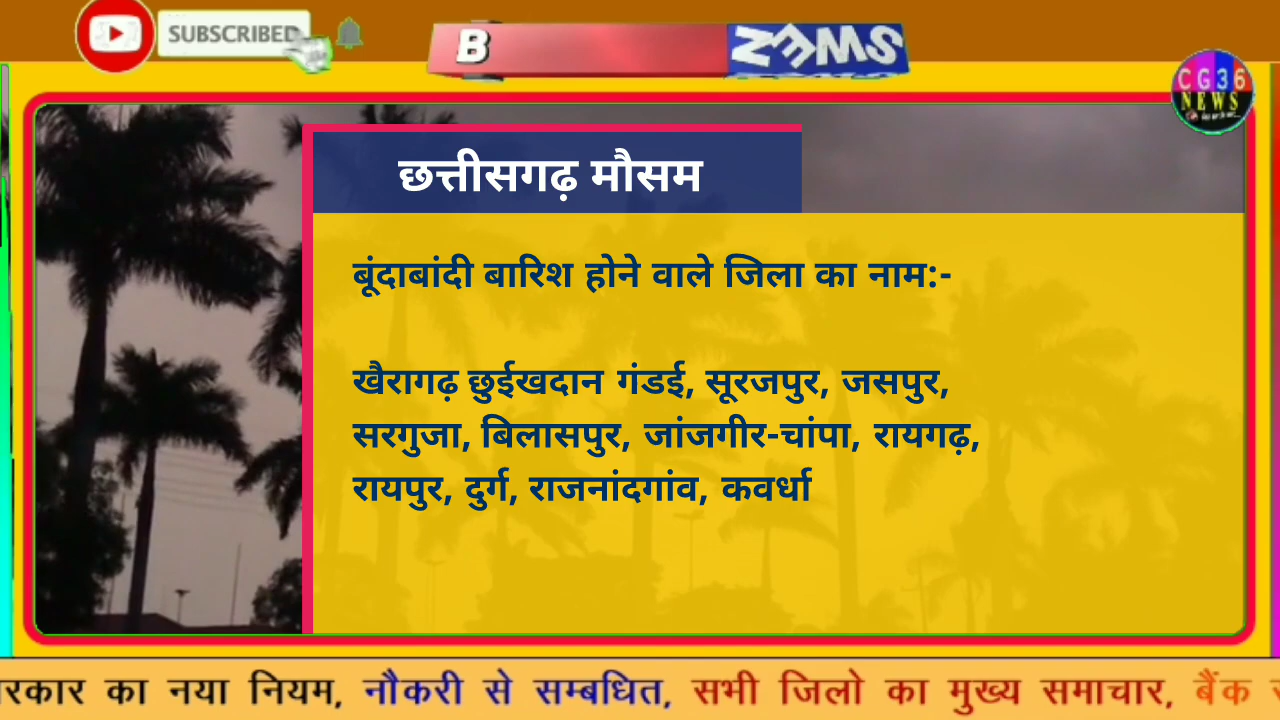 SUBSCRIBED
B
NEWS
CG36
NEWS
छत्तीसगढ़ मौसम
बूंदाबांदी बारिश होने वाले जिला का नाम:-
खैरागढ़ छुईखदान गंडई, सूरजपुर, जसपुर,
सरगुजा, बिलासपुर, जांजगीर-चांपा, रायगढ़,
रायपुर, दुर्ग, राजनांदगांव, कवर्धा
का नया नियम, नौकरी से सम्बधित, सभी जिलो का मुख्य समाचार, बैंक